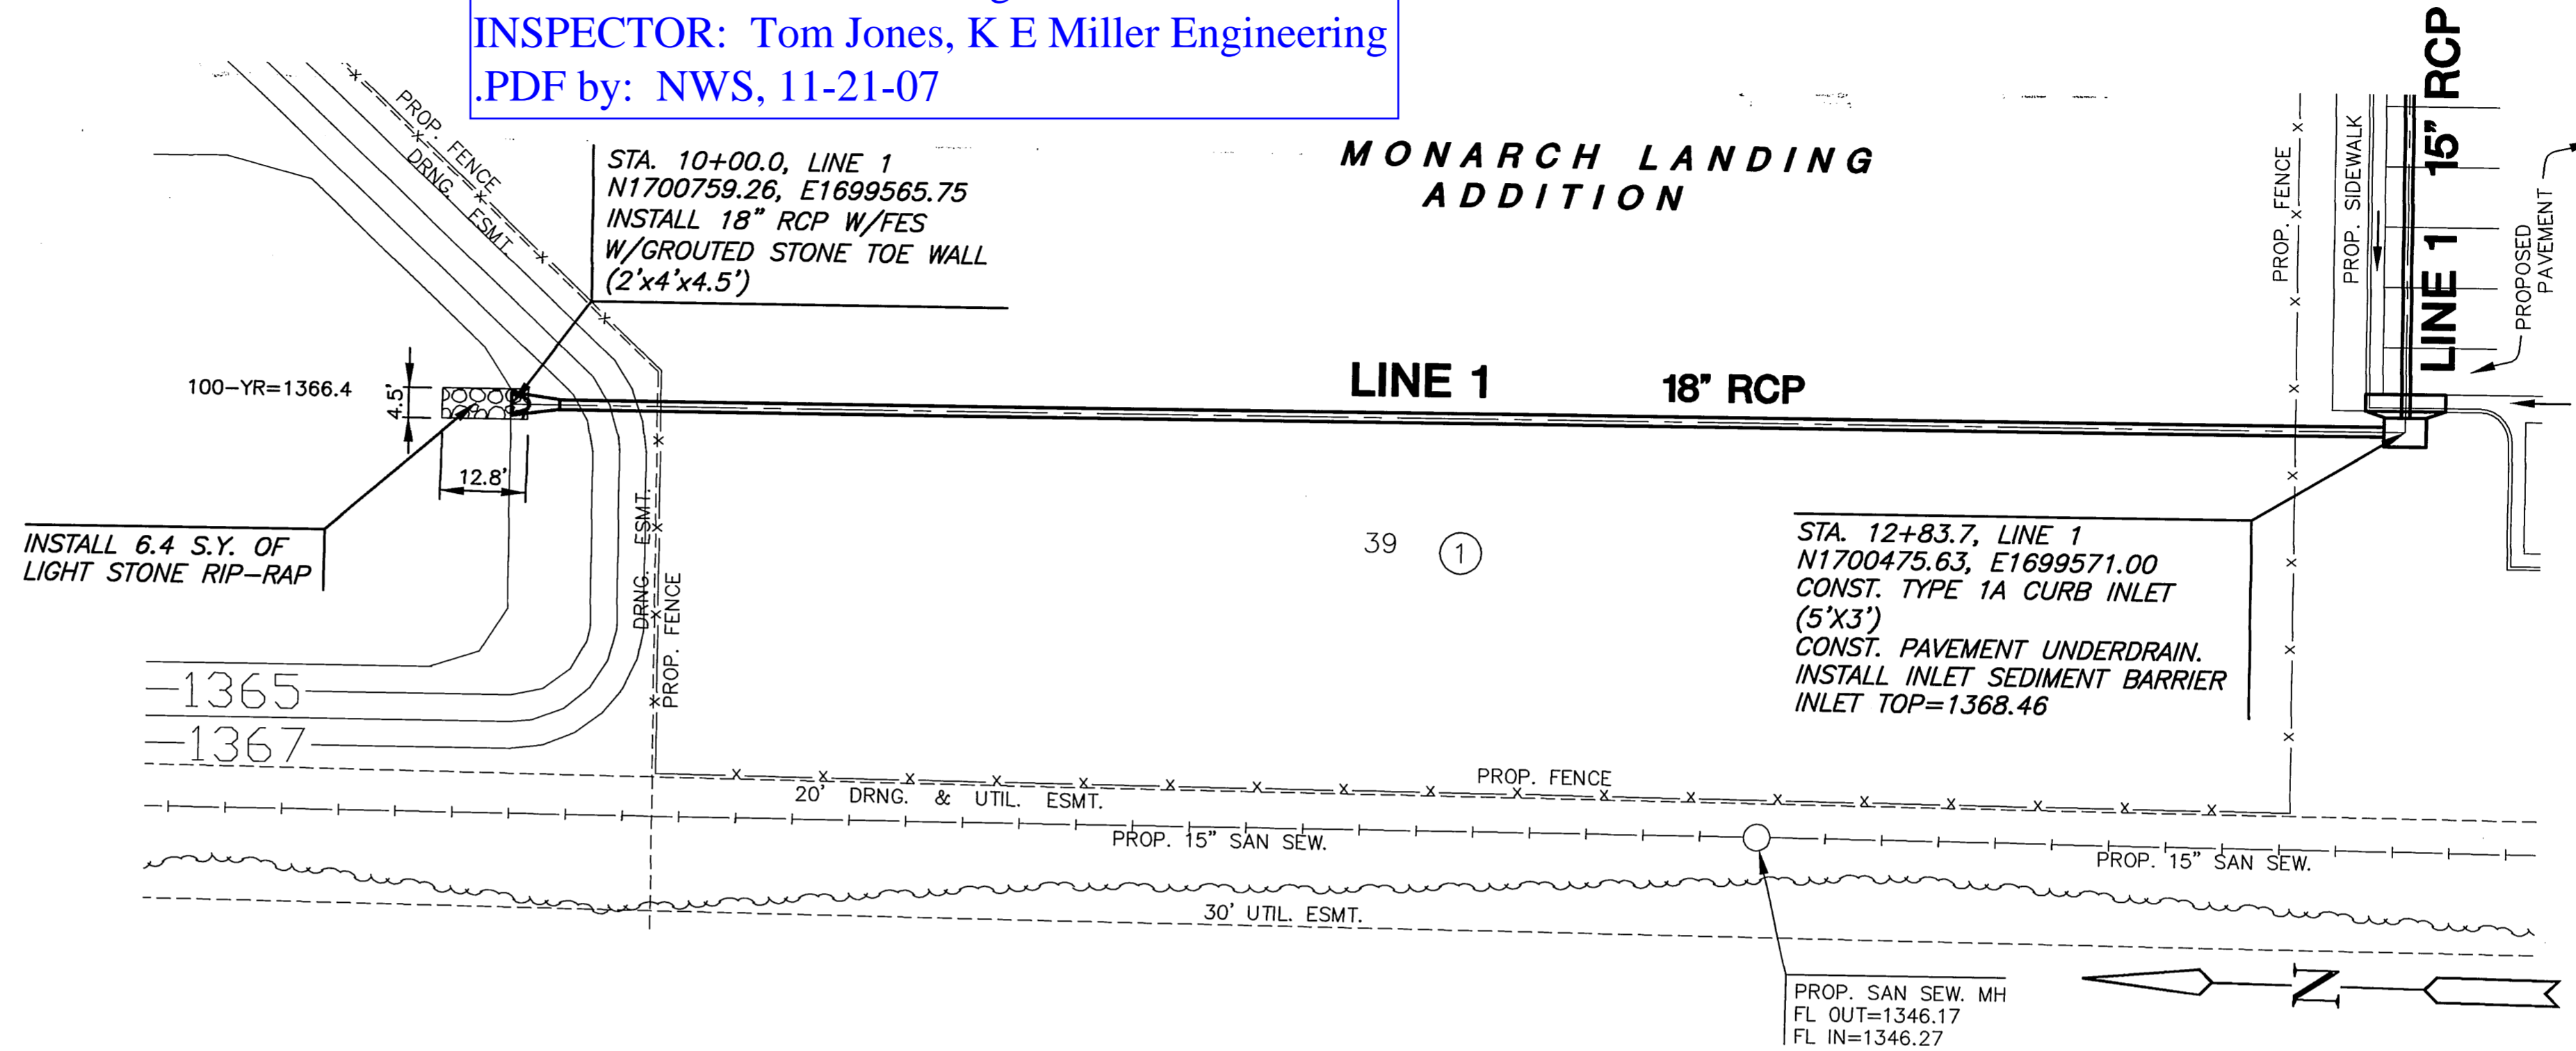 INSPECTOR: Tom Jones, K E Miller Engineering
.PDF by: NWS, 11-21-07
PROP. FENCE
DRNG. ESMT.
STA. 10+00.0, LINE 1
N1700759.26, E1699565.75
INSTALL 18" RCP W/FES
W/GROUTED STONE TOE WALL
(2'x4'x4.5')
MONARCH LANDING
ADDITION
PROP. FENCE
PROP. SIDEWALK
LINE 1 15" RCP
PROPOSED
PAVEMENT
100-YR=1366.4
4.5'
12.8'
LINE 1 18" RCP
INSTALL 6.4 S.Y. OF
LIGHT STONE RIP-RAP
DRNG. ESMT.
PROP. FENCE
39 1
STA. 12+83.7, LINE 1
N1700475.63, E1699571.00
CONST. TYPE 1A CURB INLET
(5'X3')
CONST. PAVEMENT UNDERDRAIN.
INSTALL INLET SEDIMENT BARRIER
INLET TOP=1368.46
1365
1367
PROP. FENCE
20' DRNG. & UTIL. ESMT.
PROP. 15" SAN SEW.
PROP. 15" SAN SEW.
30' UTIL. ESMT.
PROP. SAN SEW. MH
FL OUT=1346.17
FL IN=1346.27
N